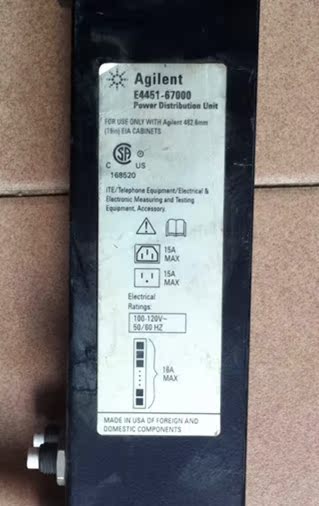 Agilent
E4451-67000
Power Distribution Unit
FOR USE ONLY WITH Agilent 482.6mm
(19in) EIA CABINETS
C US
168520
ITE/Telephone Equipment/Electrical &
Electronic Measuring and Testing
Equipment, Accessory.
15A
MAX
15A
MAX
Electrical
Ratings:
100-120V~
50/60 HZ
16A
MAX
MADE IN USA OF FOREIGN AND
DOMESTIC COMPONENTS